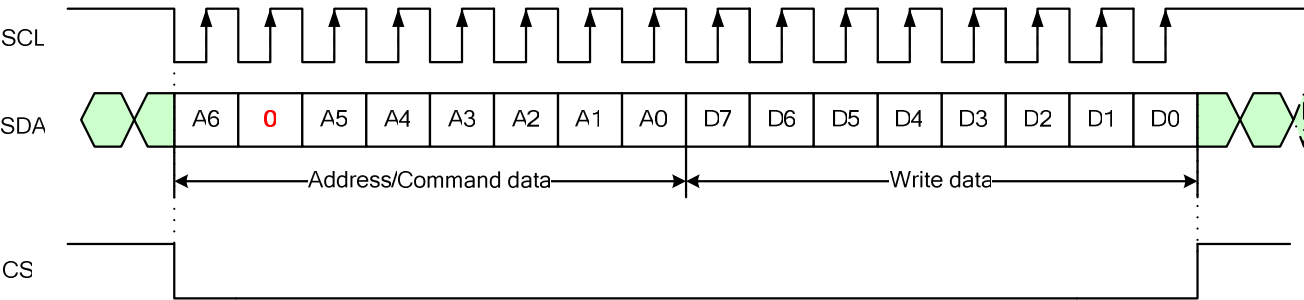 SCL
SDA A6 0 A5 A4 A3 A2 A1 A0 D7 D6 D5 D4 D3 D2 D1 D0
Address/Command data Write data
CS